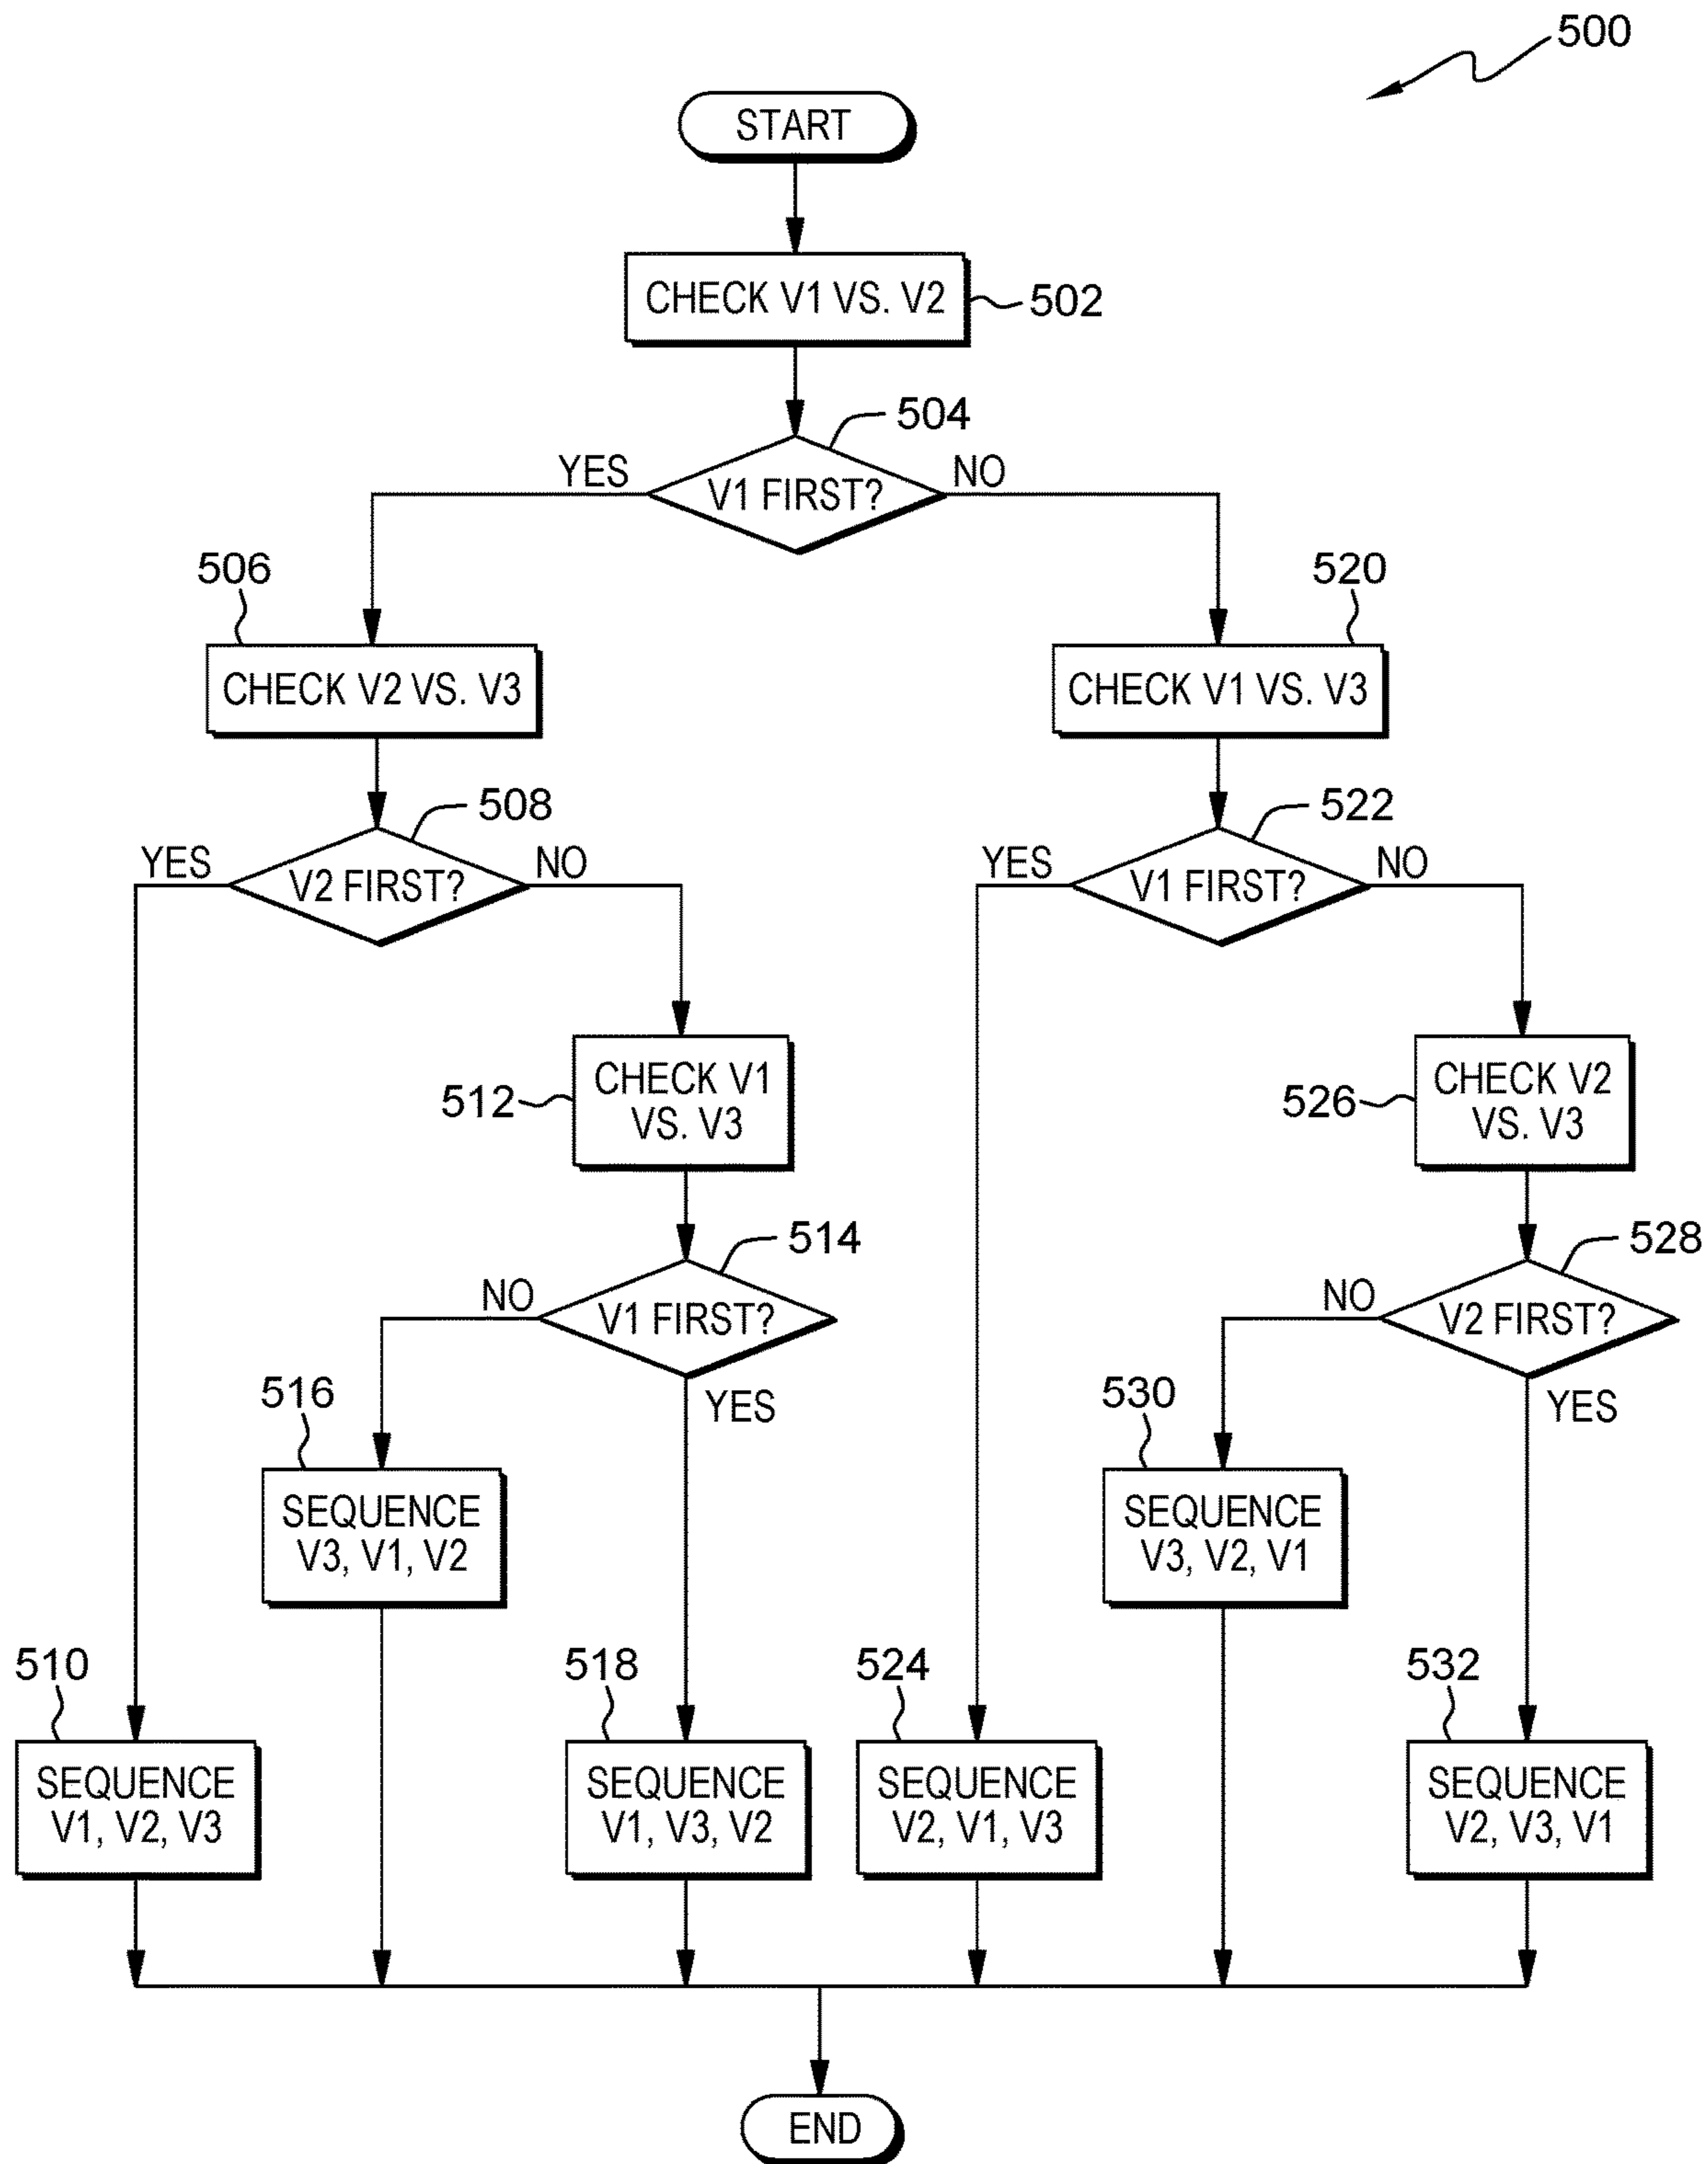 500
START
CHECK V1 VS. V2
502
504
YES
NO
V1 FIRST?
506
520
CHECK V2 VS. V3
CHECK V1 VS. V3
508
522
YES
NO
YES
NO
V2 FIRST?
V1 FIRST?
CHECK V1
VS. V3
512
CHECK V2
VS. V3
526
514
528
NO
V1 FIRST?
NO
V2 FIRST?
YES
YES
516
530
SEQUENCE
V3, V1, V2
SEQUENCE
V3, V2, V1
510
518
524
532
SEQUENCE
V1, V2, V3
SEQUENCE
V1, V3, V2
SEQUENCE
V2, V1, V3
SEQUENCE
V2, V3, V1
END